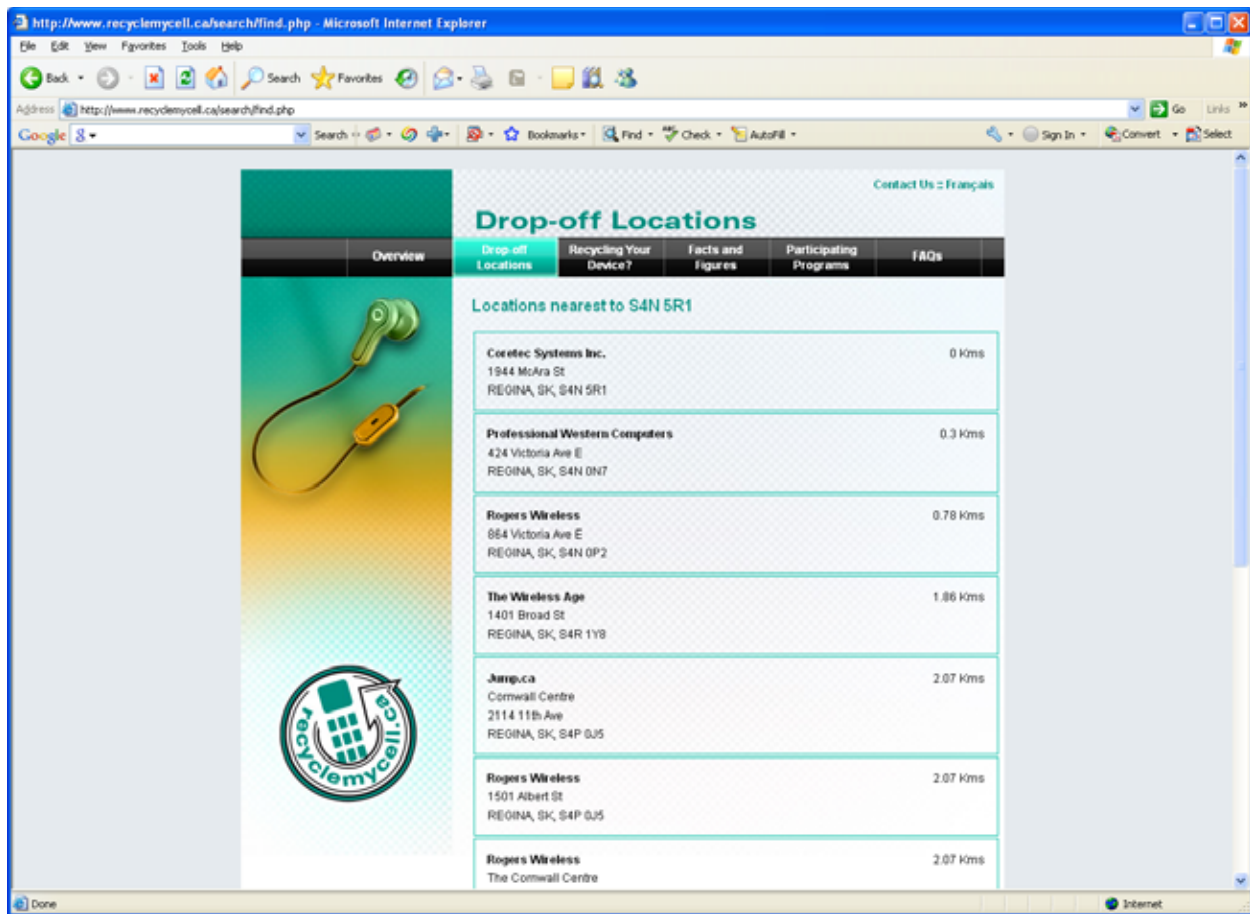 http://www.recyclemycell.ca/search/find.php - Microsoft Internet Explorer
File Edit View Favorites Tools Help
Back Search Favorites
Address http://www.recyclemycell.ca/search/find.php Go Links »
Google Search Bookmarks Find Check AutoFill Sign In Convert Select
Contact Us :: Français
Drop-off Locations
Overview
Drop-off
Locations
Recycling Your
Device?
Facts and
Figures
Participating
Programs
FAQs
Locations nearest to S4N 5R1
Coretec Systems Inc. 0 Kms
1944 McAra St
REGINA, SK, S4N 5R1
Professional Western Computers 0.3 Kms
424 Victoria Ave E
REGINA, SK, S4N 0N7
Rogers Wireless 0.78 Kms
864 Victoria Ave E
REGINA, SK, S4N 0P2
The Wireless Age 1.86 Kms
1401 Broad St
REGINA, SK, S4R 1Y8
Jump.ca 2.07 Kms
Cornwall Centre
2114 11th Ave
REGINA, SK, S4P 0J5
Rogers Wireless 2.07 Kms
1501 Albert St
REGINA, SK, S4P 0J5
Rogers Wireless 2.07 Kms
The Cornwall Centre
recyclemycell.ca
Done Internet